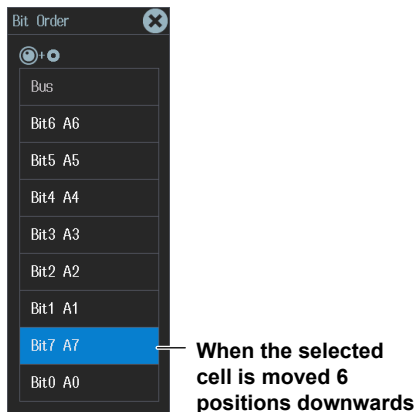 Bit Order
+
Bus
Bit6 A6
Bit5 A5
Bit4 A4
Bit3 A3
Bit2 A2
Bit1 A1
Bit7 A7
Bit0 A0
When the selected
cell is moved 6
positions downwards